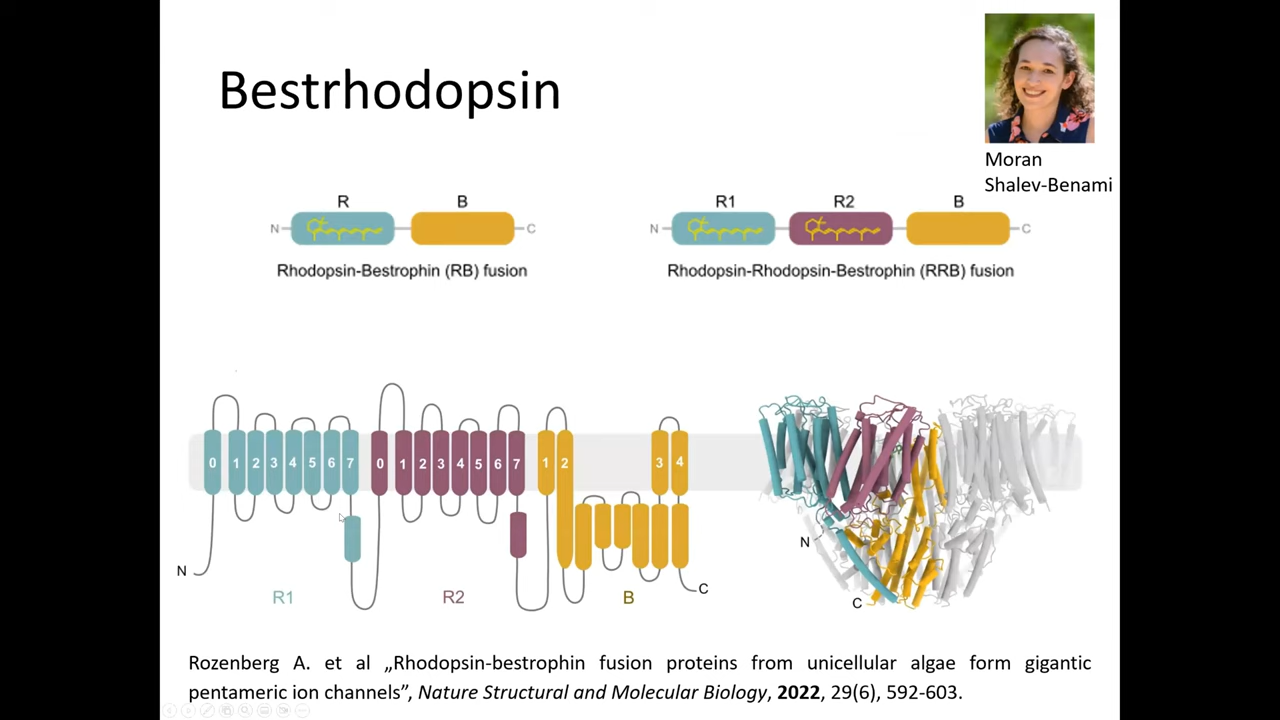 Bestrhodopsin
Moran
Shalev-Benami
R B
N C
Rhodopsin-Bestrophin (RB) fusion
R1 R2 B
N C
Rhodopsin-Rhodopsin-Bestrophin (RRB) fusion
0 1 2 3 4 5 6 7 0 1 2 3 4 5 6 7 1 2 3 4
N
C
R1 R2 B
N
C
Rozenberg A. et al „Rhodopsin-bestrophin fusion proteins from unicellular algae form gigantic
pentameric ion channels”, Nature Structural and Molecular Biology, 2022, 29(6), 592-603.